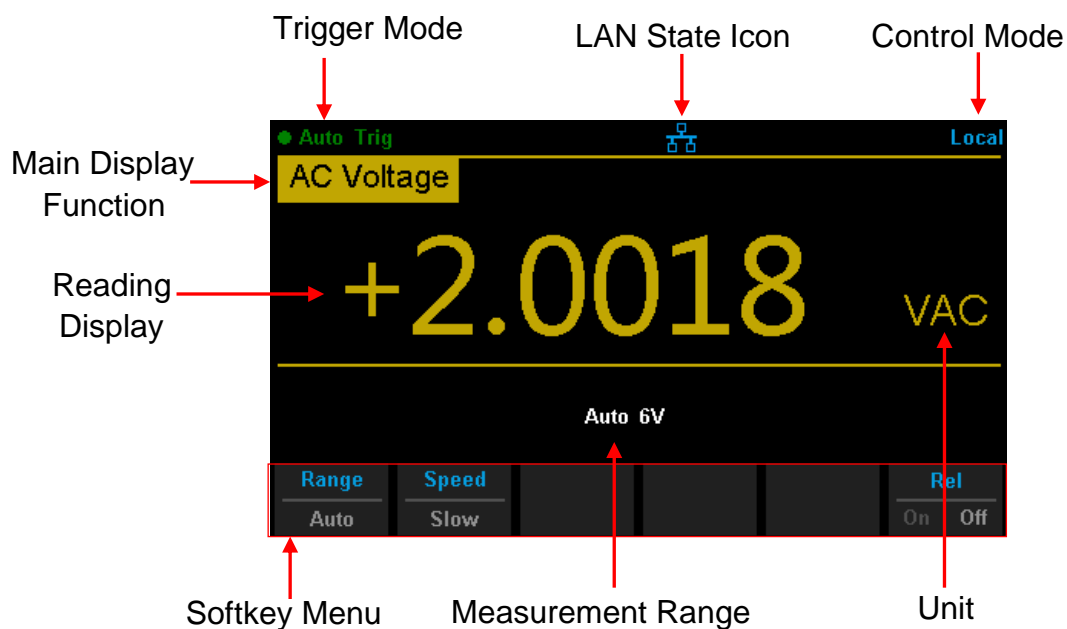 Trigger Mode
LAN State Icon
Control Mode
Auto Trig
Local
Main Display
Function
AC Voltage
Reading
Display
+2.0018
VAC
Auto 6V
Range
Speed
Rel
Auto
Slow
On
Off
Softkey Menu
Measurement Range
Unit